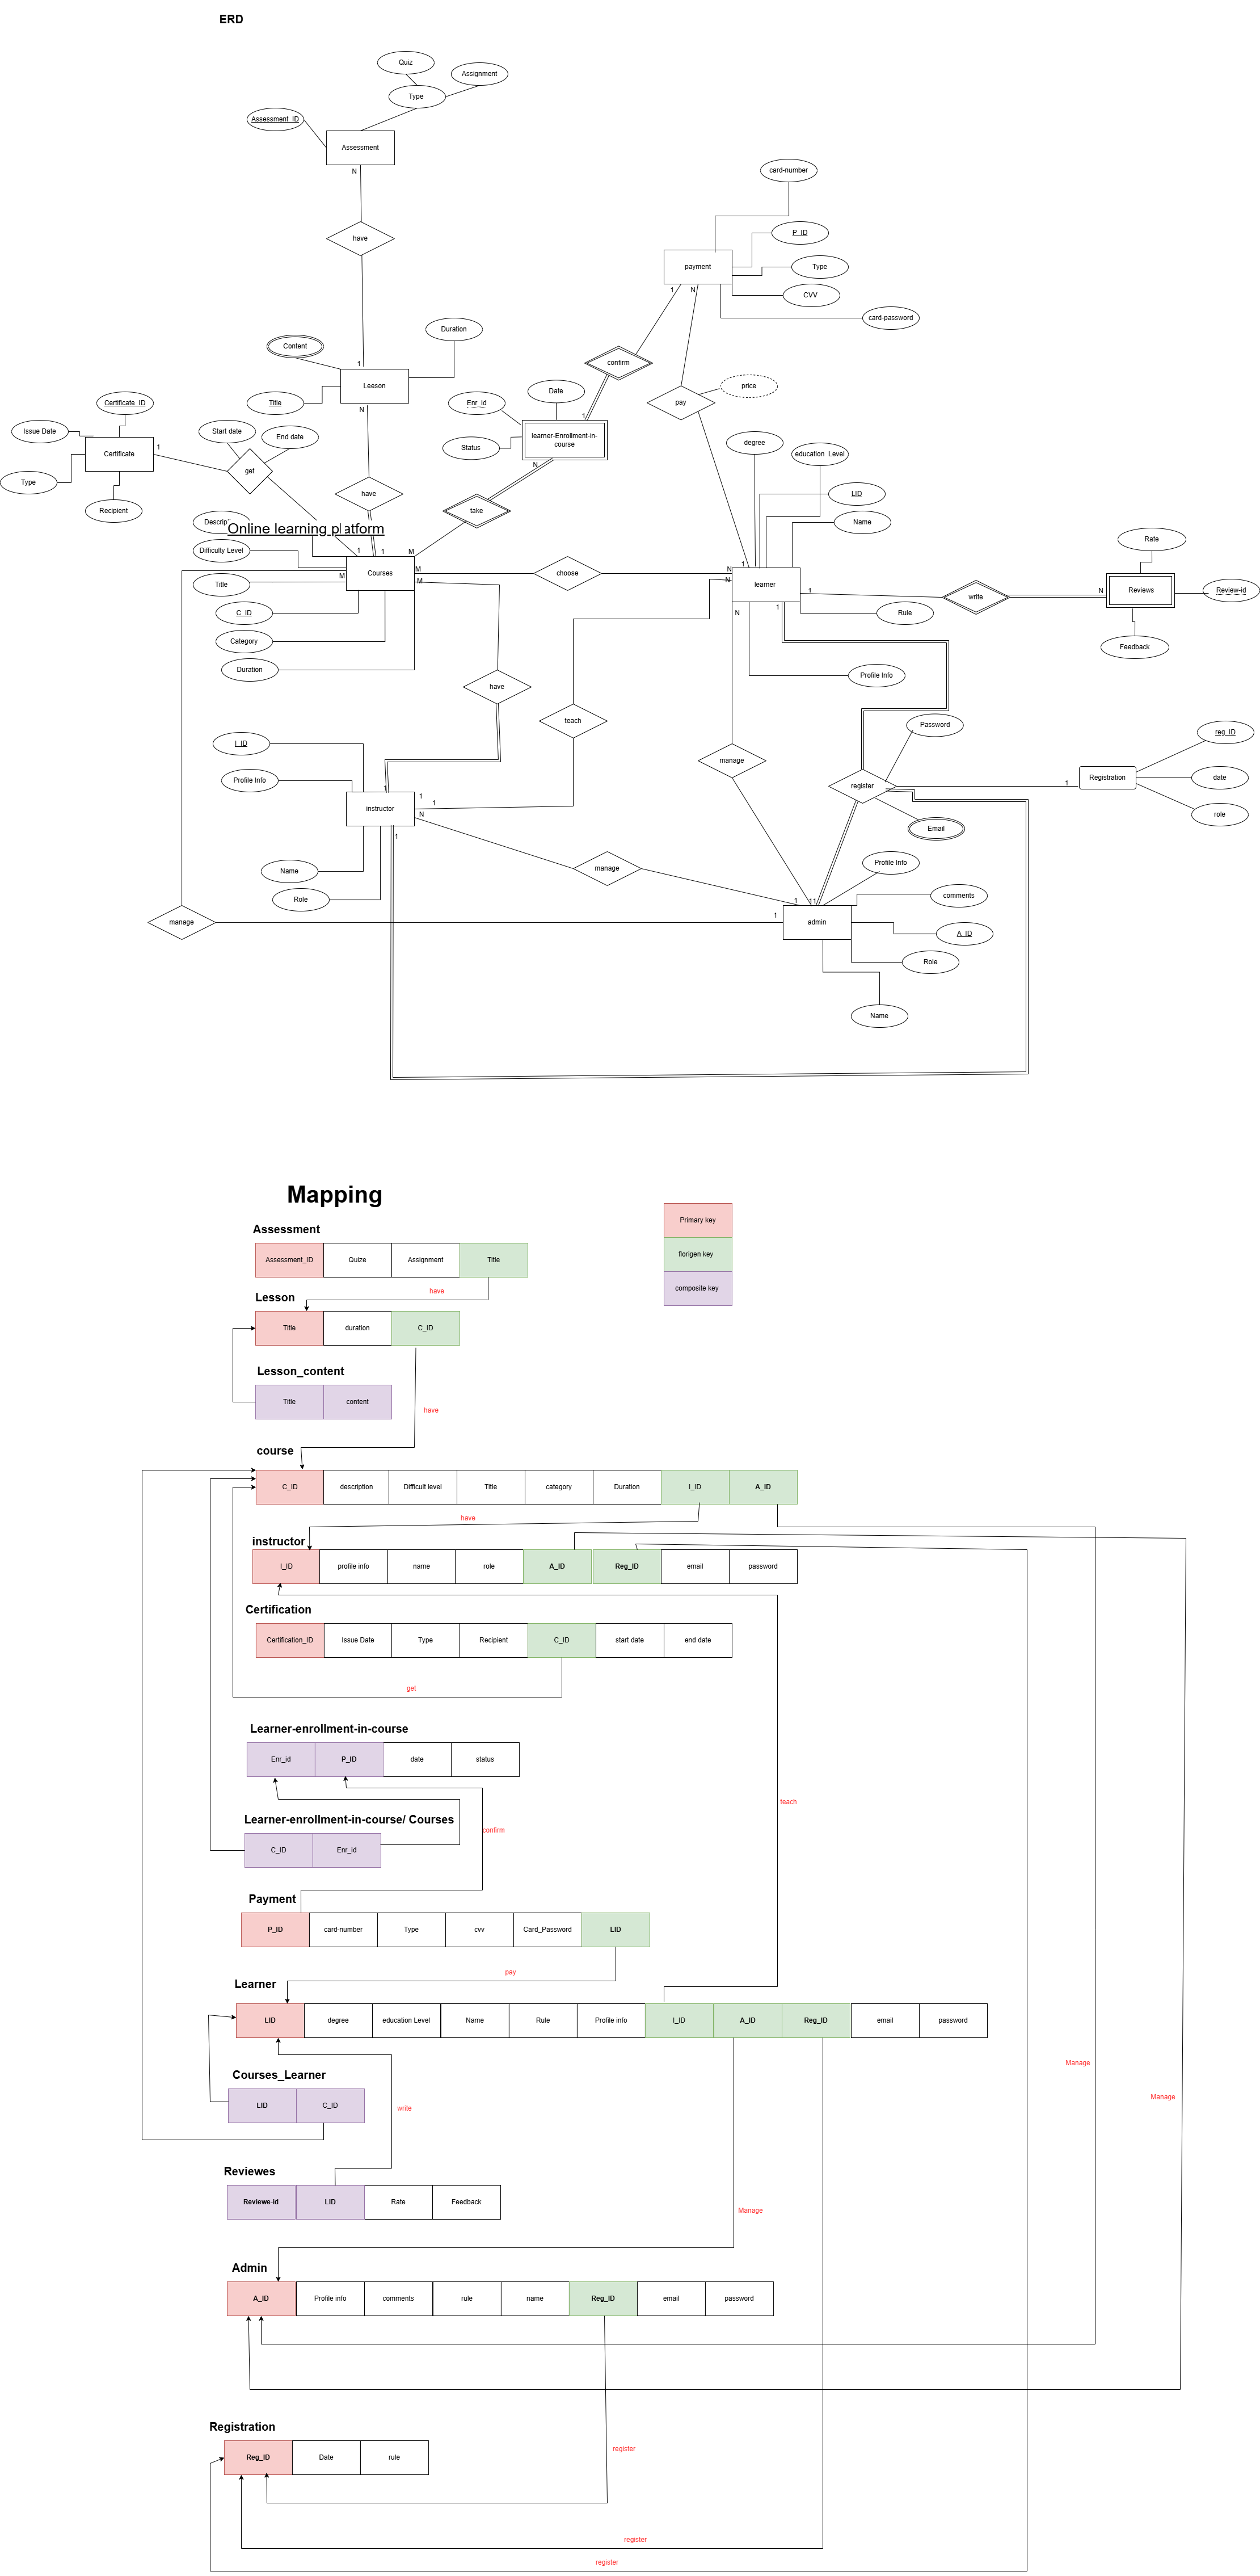 ERD
Quiz
Assignment
Type
Assessment_ID
Assessment
N
have
card-number
P_ID
payment
Type
CVV
card-password
1
N
Duration
Content
1
Leeson
Title
N
confirm
price
pay
Date
Enr_id
1
learner-Enrollment-in-
course
Status
N
Certificate_ID
Issue Date
Start date
End date
Certificate
1
get
Type
Recipient
have
take
degree
education Level
LID
Name
Online learning platform
Difficulty Level
1
1
M
Courses
M
M
M
Title
C_ID
Category
Duration
choose
N
1
N
learner
1
N
1
Rule
Profile Info
write
N
Rate
Reviews
Review-id
Feedback
have
teach
I_ID
Profile Info
1
instructor
1
1
N
1
Name
Role
manage
manage
manage
Password
register
Email
1
Registration
reg_ID
date
role
Profile Info
comments
1
1
11
admin
A_ID
Role
Name
Mapping
Primary key
florigen key
composite key
Assessment
Assessment_ID Quize Assignment Title
have
Lesson
Title duration C_ID
Lesson_content
Title content
have
course
C_ID description Difficult level Title category Duration I_ID A_ID
have
instructor
I_ID profile info name role A_ID Reg_ID email password
Certification
Certification_ID Issue Date Type Recipient C_ID start date end date
get
Learner-enrollment-in-course
Enr_id P_ID date status
teach
Learner-enrollment-in-course/ Courses
confirm
C_ID Enr_id
Payment
P_ID card-number Type cvv Card_Password LID
pay
Learner
LID degree education Level Name Rule Profile info I_ID A_ID Reg_ID email password
Manage
Courses_Learner
Manage
LID C_ID
write
Reviewes
Reviewe-id LID Rate Feedback
Manage
Admin
A_ID Profile info comments rule name Reg_ID email password
Registration
register
Reg_ID Date rule
register
register